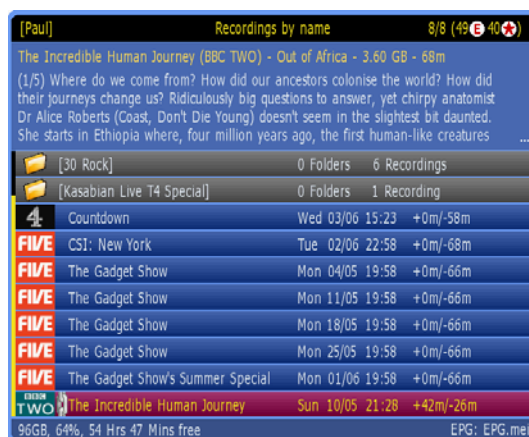 [Paul] Recordings by name 8/8 (49 E 40 ★)
The Incredible Human Journey (BBC TWO) - Out of Africa - 3.60 GB - 68m
(1/5) Where do we come from? How did our ancestors colonise the world? How did
their journeys change us? Ridiculously big questions to answer, yet chirpy anatomist
Dr Alice Roberts (Coast, Don't Die Young) doesn't seem in the slightest bit daunted.
She starts in Ethiopia where, four million years ago, the first human-like creatures ...
[30 Rock] 0 Folders 6 Recordings
[Kasabian Live T4 Special] 0 Folders 1 Recording
4 Countdown Wed 03/06 15:23 +0m/-58m
FIVE CSI: New York Tue 02/06 22:58 +0m/-68m
FIVE The Gadget Show Mon 04/05 19:58 +0m/-66m
FIVE The Gadget Show Mon 11/05 19:58 +0m/-66m
FIVE The Gadget Show Mon 18/05 19:58 +0m/-66m
FIVE The Gadget Show Mon 25/05 19:58 +0m/-66m
FIVE The Gadget Show's Summer Special Mon 01/06 19:58 +0m/-66m
BBC TWO The Incredible Human Journey Sun 10/05 21:28 +42m/-26m
96GB, 64%, 54 Hrs 47 Mins free EPG: EPG.me